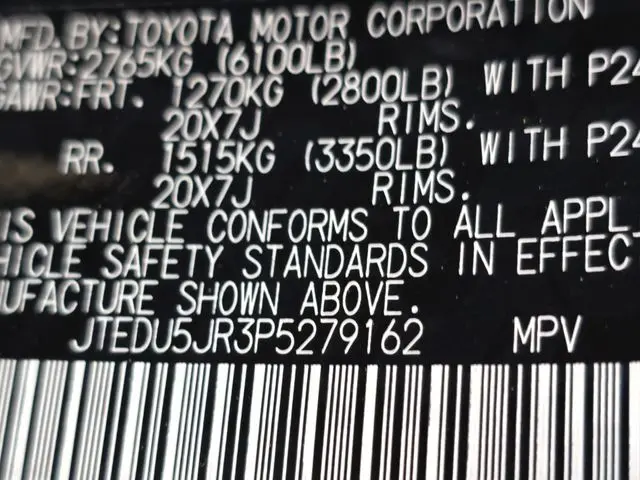 MFD. BY: TOYOTA MOTOR CORPORATION
GVWR: 2765KG (6100LB)
GAWR: FRT. 1270KG (2800LB) WITH P24
20X7J RIMS.
RR. 1515KG (3350LB) WITH P24
20X7J RIMS.
IS VEHICLE CONFORMS TO ALL APPL
HICLE SAFETY STANDARDS IN EFFEC
NUFACTURE SHOWN ABOVE.
JTEDU5JR3P5279162 MPV